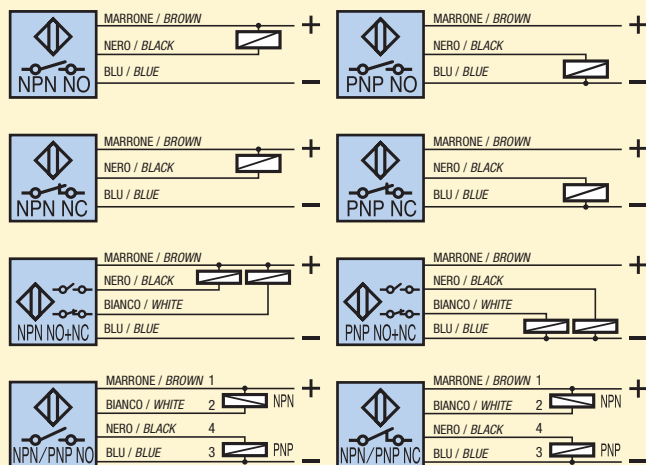 MARRONE / BROWN +
NERO / BLACK
BLU / BLUE −
NPN NO
MARRONE / BROWN +
NERO / BLACK
BLU / BLUE −
PNP NO
MARRONE / BROWN +
NERO / BLACK
BLU / BLUE −
NPN NC
MARRONE / BROWN +
NERO / BLACK
BLU / BLUE −
PNP NC
MARRONE / BROWN +
NERO / BLACK
BIANCO / WHITE
BLU / BLUE −
NPN NO+NC
MARRONE / BROWN +
NERO / BLACK
BIANCO / WHITE
BLU / BLUE −
PNP NO+NC
MARRONE / BROWN 1 +
BIANCO / WHITE 2 NPN
NERO / BLACK 4
BLU / BLUE 3 PNP −
NPN/PNP NO
MARRONE / BROWN 1 +
BIANCO / WHITE 2 NPN
NERO / BLACK 4
BLU / BLUE 3 PNP −
NPN/PNP NC